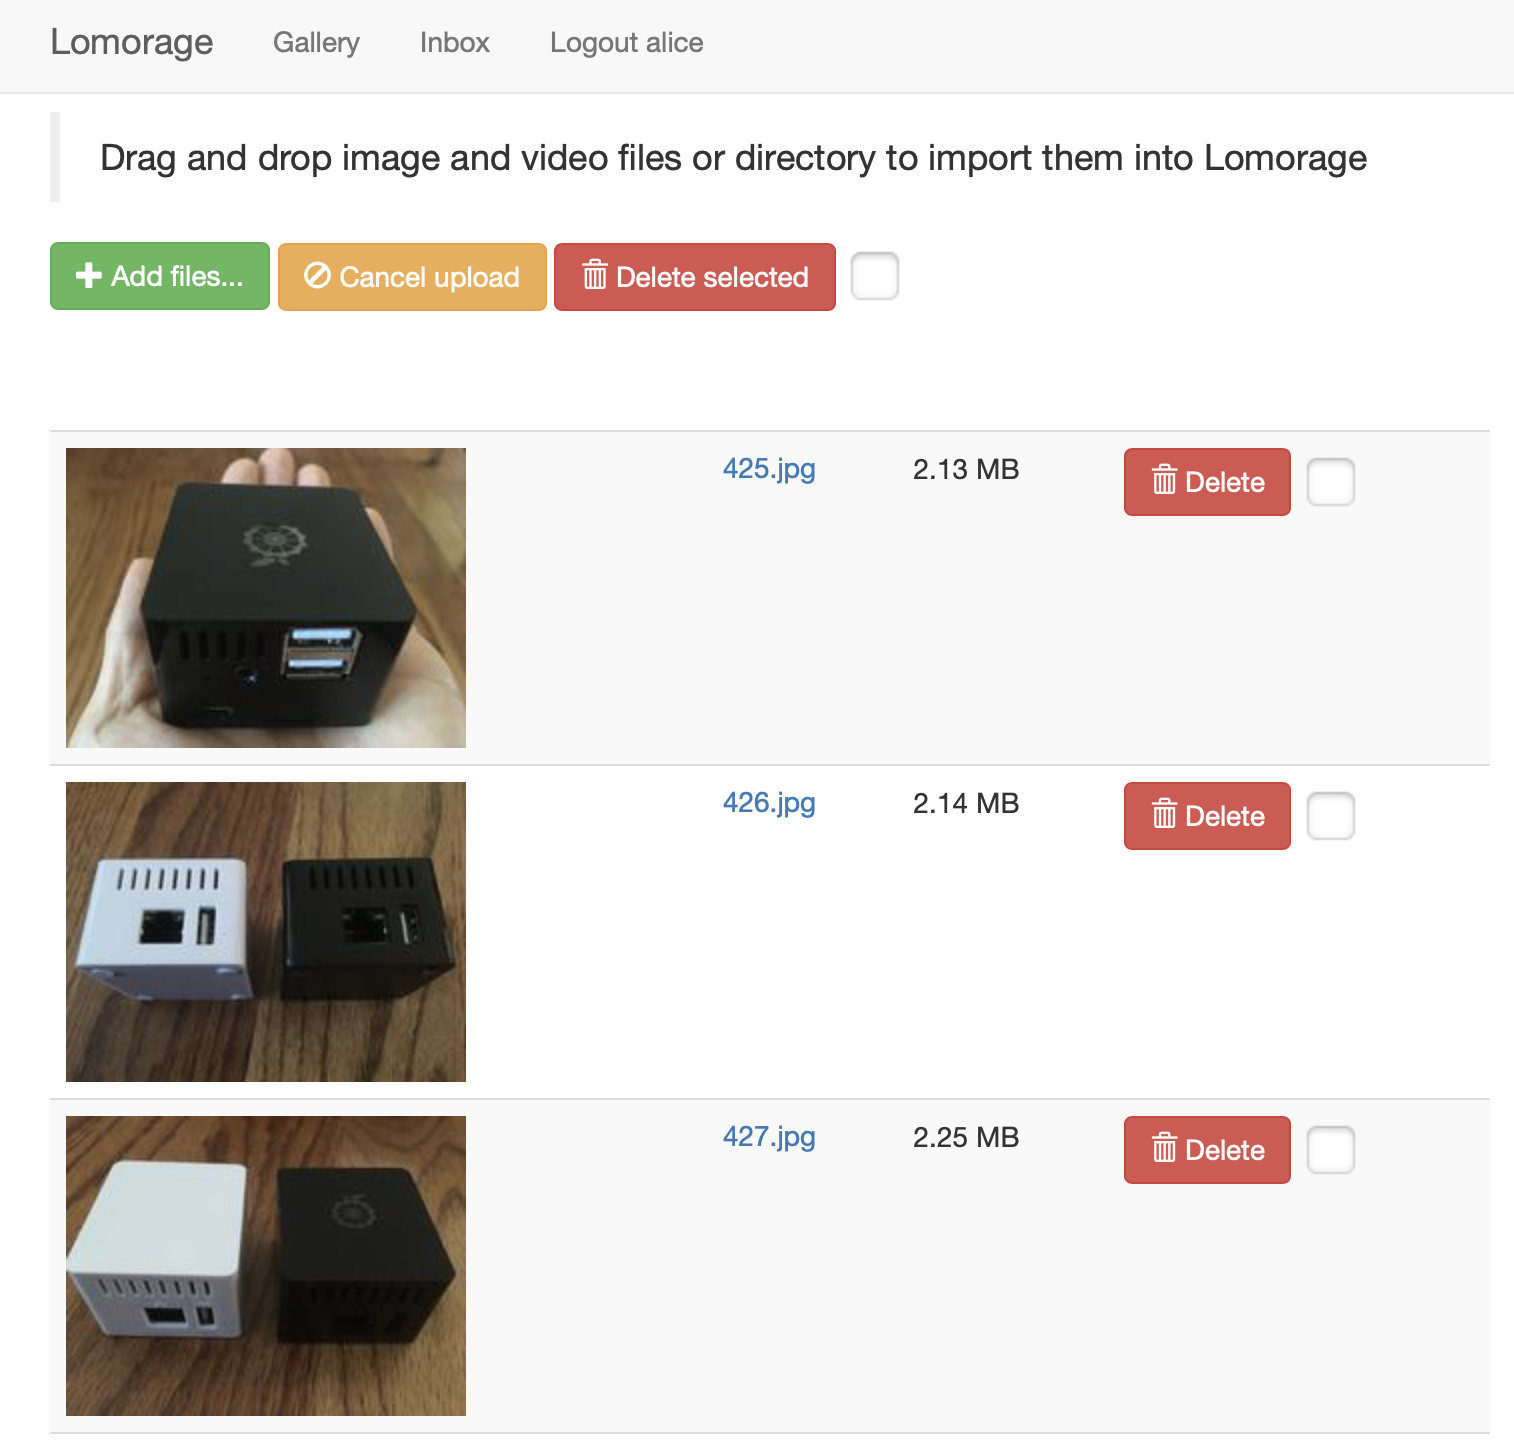 Lomorage Gallery Inbox Logout alice
Drag and drop image and video files or directory to import them into Lomorage
Add files... Cancel upload Delete selected
425.jpg 2.13 MB Delete
426.jpg 2.14 MB Delete
427.jpg 2.25 MB Delete